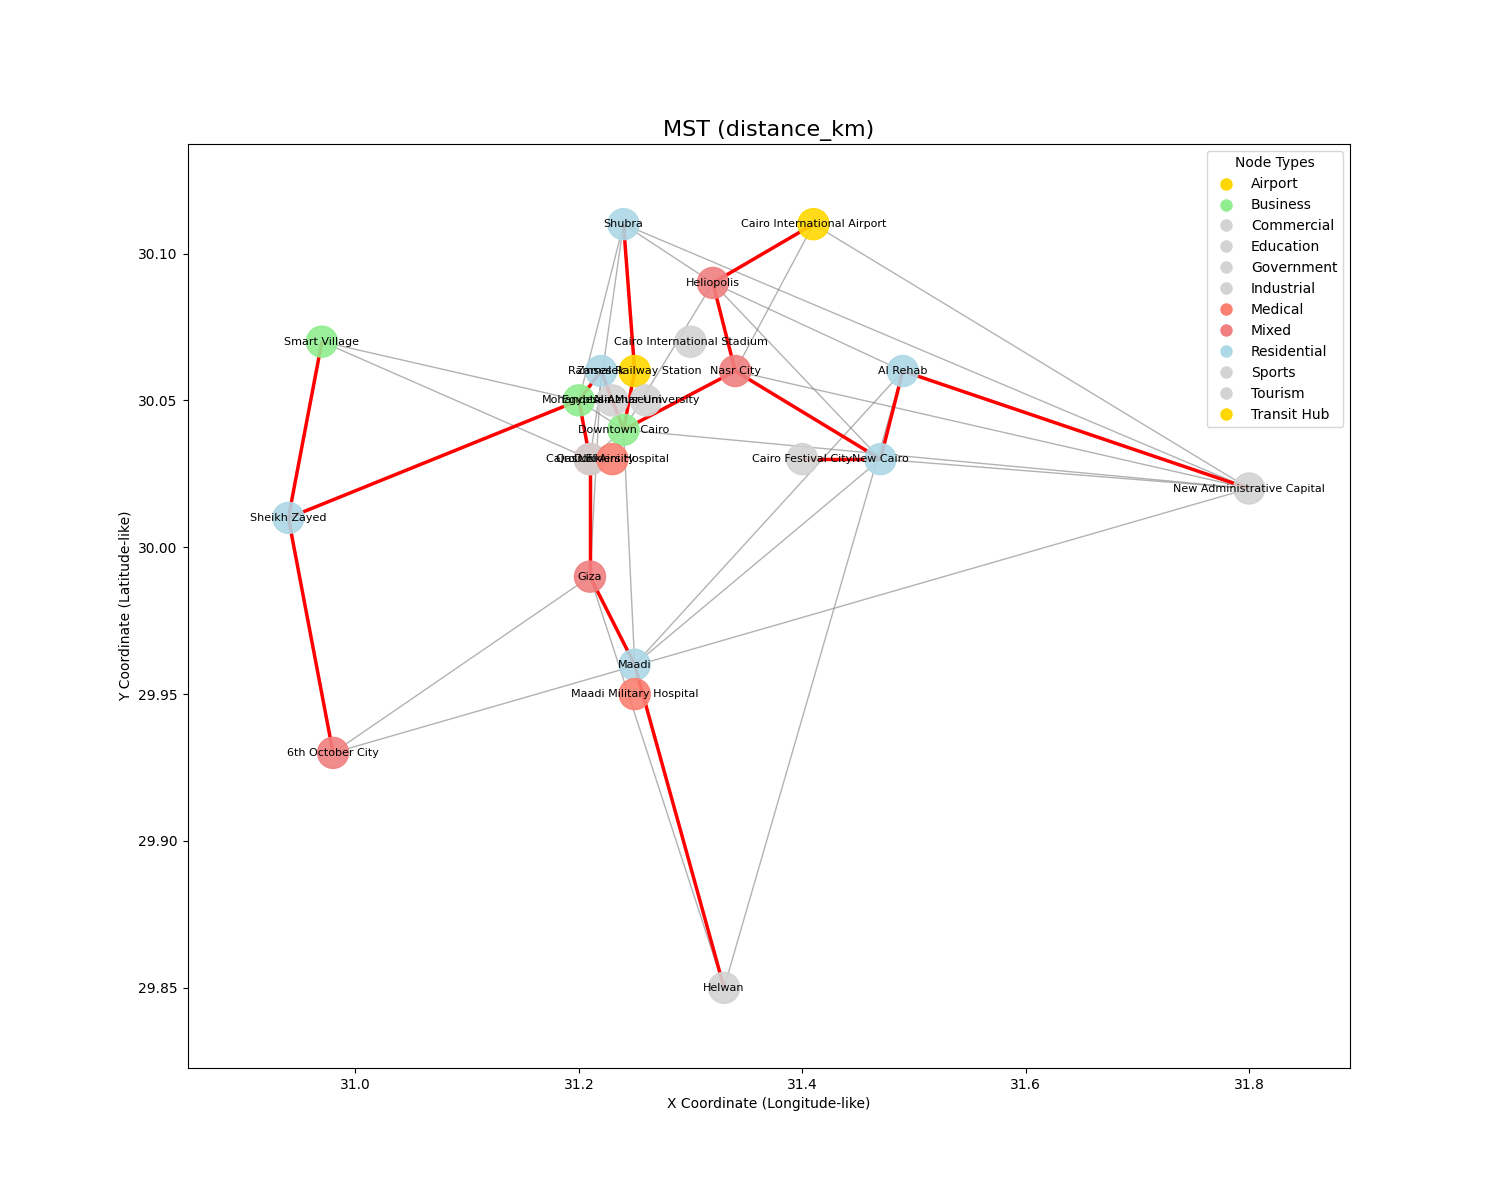 MST (distance_km)
Node Types
Airport
Business
Commercial
Education
Government
Industrial
Medical
Mixed
Residential
Sports
Tourism
Transit Hub
30.10
30.05
30.00
29.95
29.90
29.85
Y Coordinate (Latitude-like)
Shubra
Cairo International Airport
Heliopolis
Smart Village
Cairo International Stadium
Railway Station
Nasr City
Al Rehab
Downtown Cairo
Hospital
Cairo Festival City
New Cairo
New Administrative Capital
Sheikh Zayed
Giza
Maadi
Maadi Military Hospital
6th October City
Helwan
31.0
31.2
31.4
31.6
31.8
X Coordinate (Longitude-like)